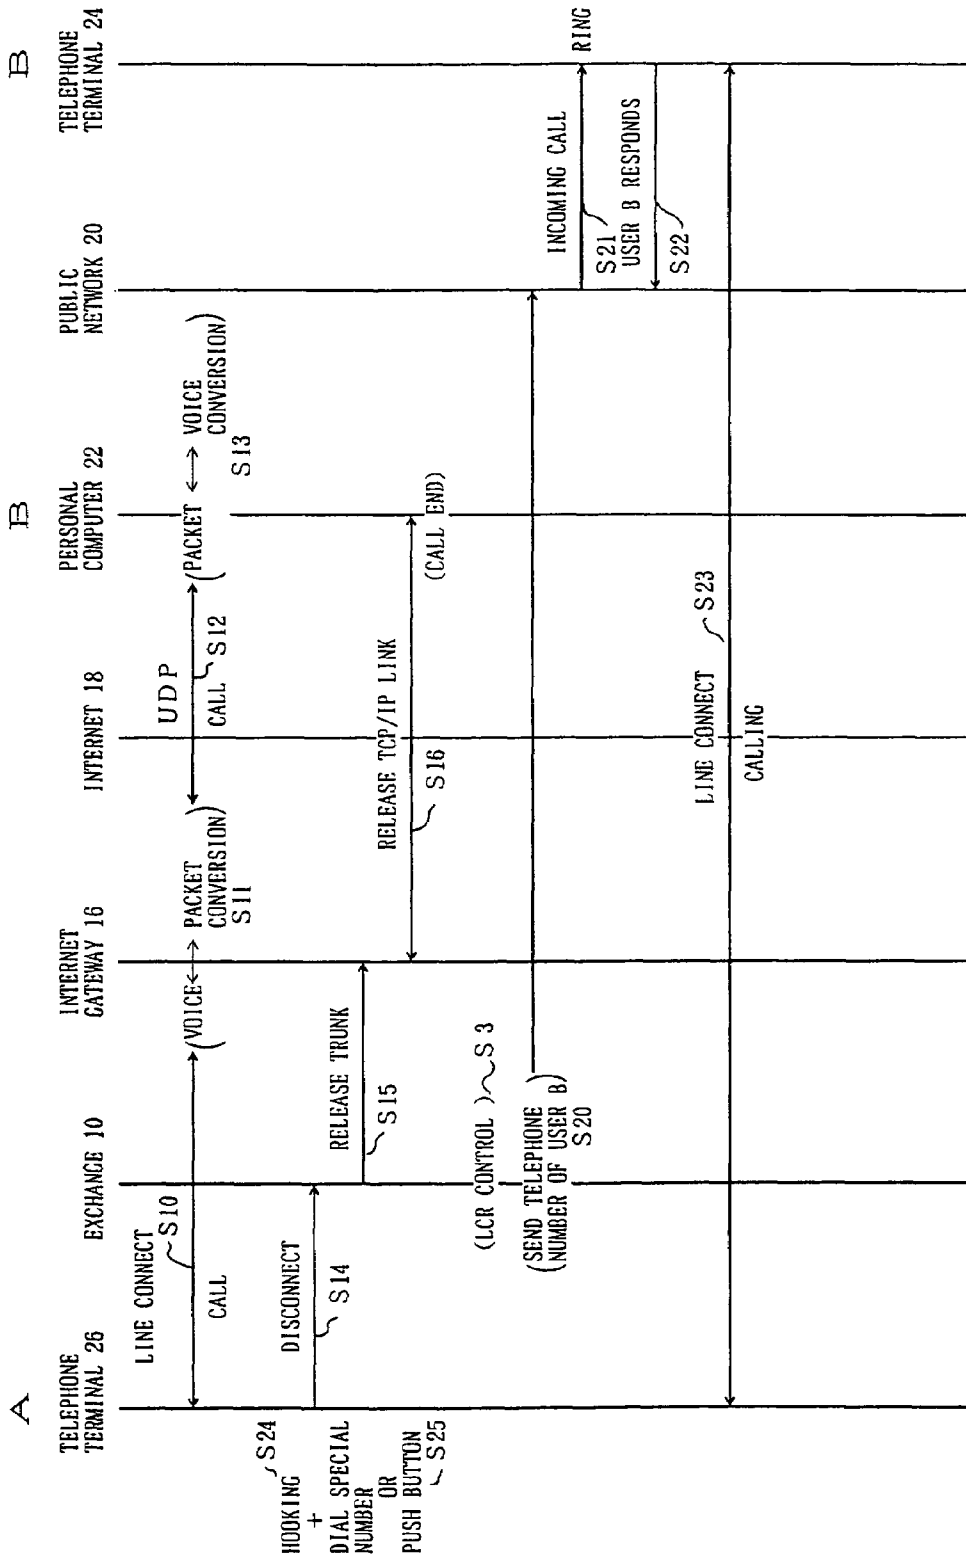 A
B
B
TELEPHONE
TERMINAL 26
EXCHANGE 10
INTERNET
GATEWAY 16
INTERNET 18
PERSONAL
COMPUTER 22
PUBLIC
NETWORK 20
TELEPHONE
TERMINAL 24
LINE CONNECT
S10
CALL
(VOICE
PACKET
CONVERSION)
S11
UDP
CALL
S12
(PACKET
VOICE
CONVERSION)
S13
HOOKING
S24
+
DIAL SPECIAL
NUMBER
OR
PUSH BUTTON
S25
DISCONNECT
S14
RELEASE TRUNK
S15
RELEASE TCP/IP LINK
S16
(CALL END)
(LCR CONTROL)
S3
(SEND TELEPHONE
NUMBER OF USER B)
S20
INCOMING CALL
RING
S21
USER B RESPONDS
S22
LINE CONNECT
S23
CALLING